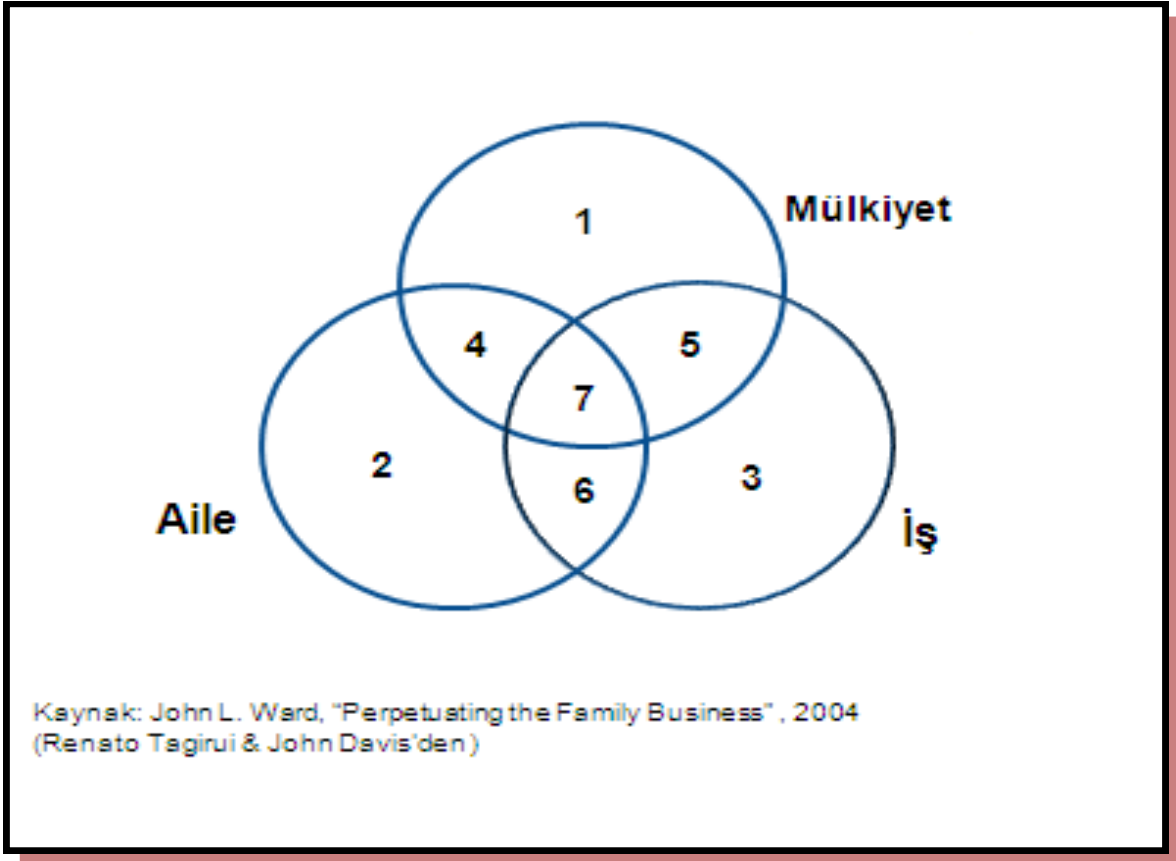 1
Mülkiyet
4
5
7
2
6
3
Aile
İş
Kaynak: John L. Ward, "Perpetuating the Family Business" , 2004
(Renato Tagirui & John Davis'den)